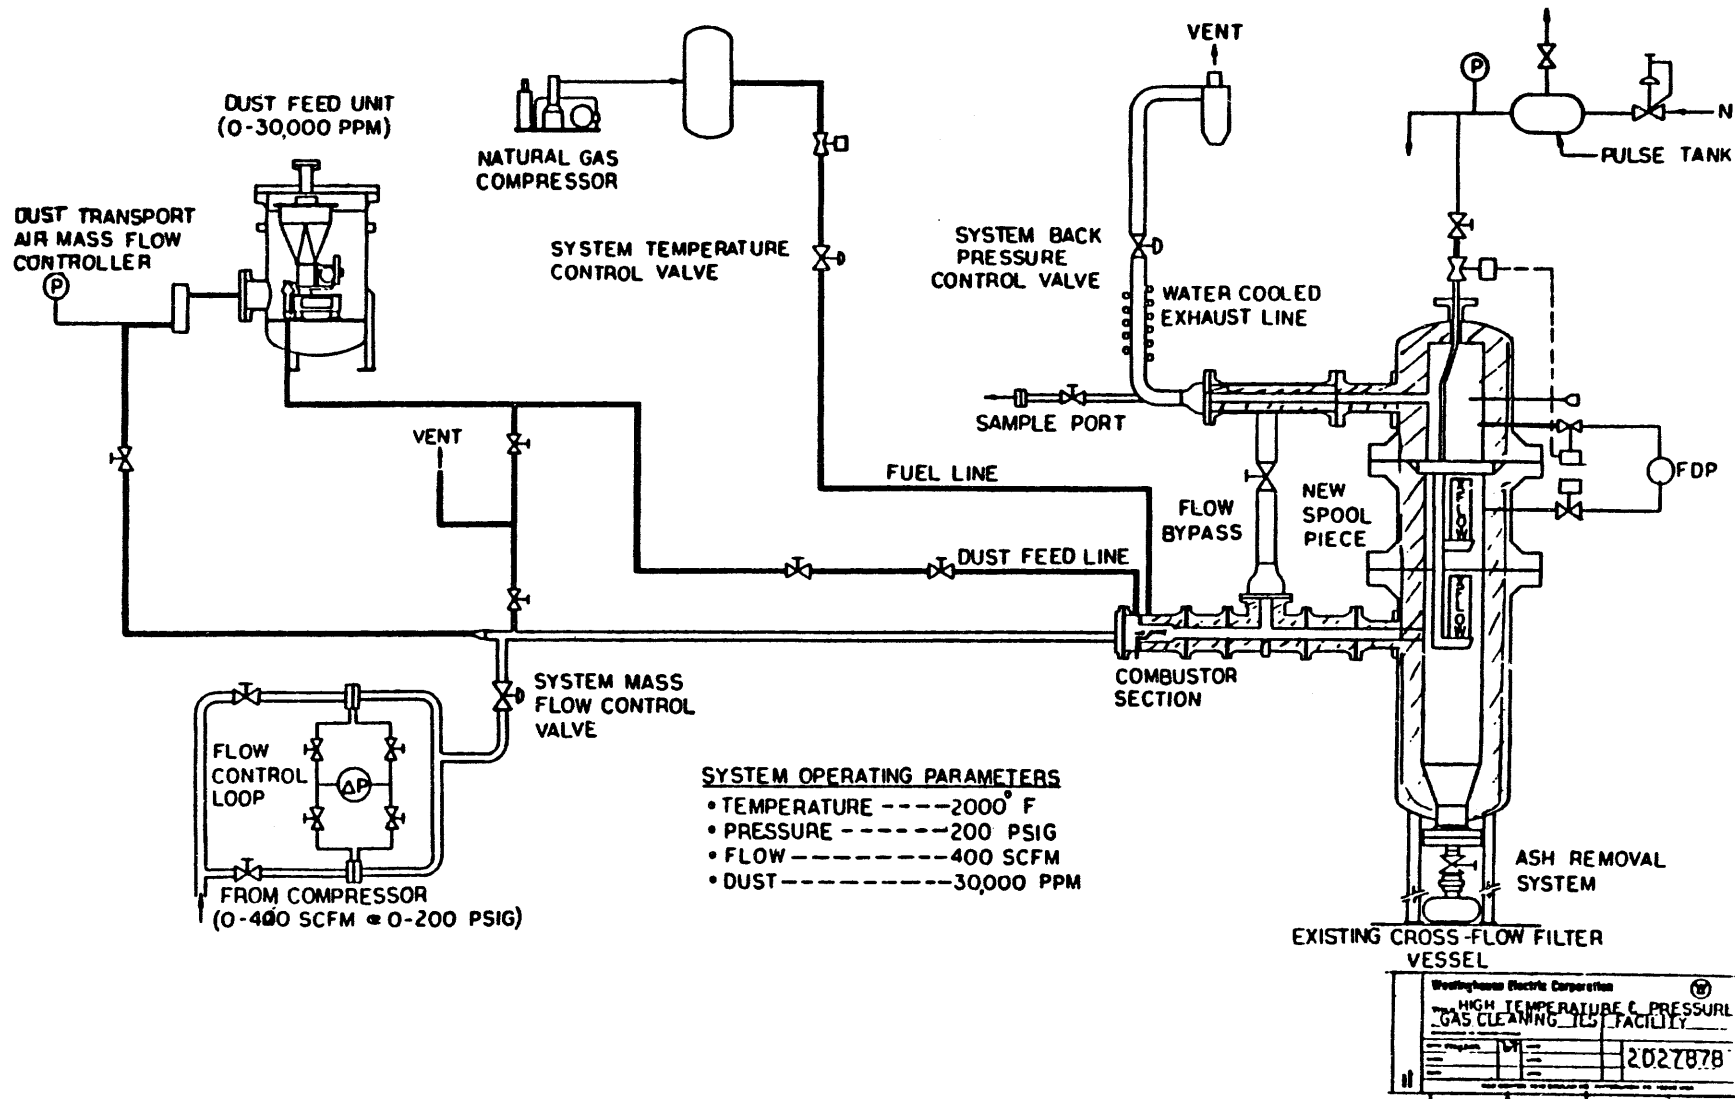 VENT
P
DUST FEED UNIT
(0-30,000 PPM)
N
NATURAL GAS
COMPRESSOR
PULSE TANK
DUST TRANSPORT
AIR MASS FLOW
CONTROLLER
P
SYSTEM TEMPERATURE
CONTROL VALVE
SYSTEM BACK
PRESSURE
CONTROL VALVE
WATER COOLED
EXHAUST LINE
SAMPLE PORT
VENT
FUEL LINE
FLOW
BYPASS
NEW
SPOOL
PIECE
XFLOW
FDP
DUST FEED LINE
XFLOW
COMBUSTOR
SECTION
SYSTEM MASS
FLOW CONTROL
VALVE
FLOW
CONTROL
LOOP
ΔP
SYSTEM OPERATING PARAMETERS
• TEMPERATURE ----2000° F
• PRESSURE ------200 PSIG
• FLOW---------400 SCFM
• DUST----------30,000 PPM
FROM COMPRESSOR
(0-400 SCFM @ 0-200 PSIG)
ASH REMOVAL
SYSTEM
EXISTING CROSS-FLOW FILTER
VESSEL
Westinghouse Electric Corporation
W
HIGH TEMPERATURE & PRESSURE
GAS CLEANING TEST FACILITY
2027878